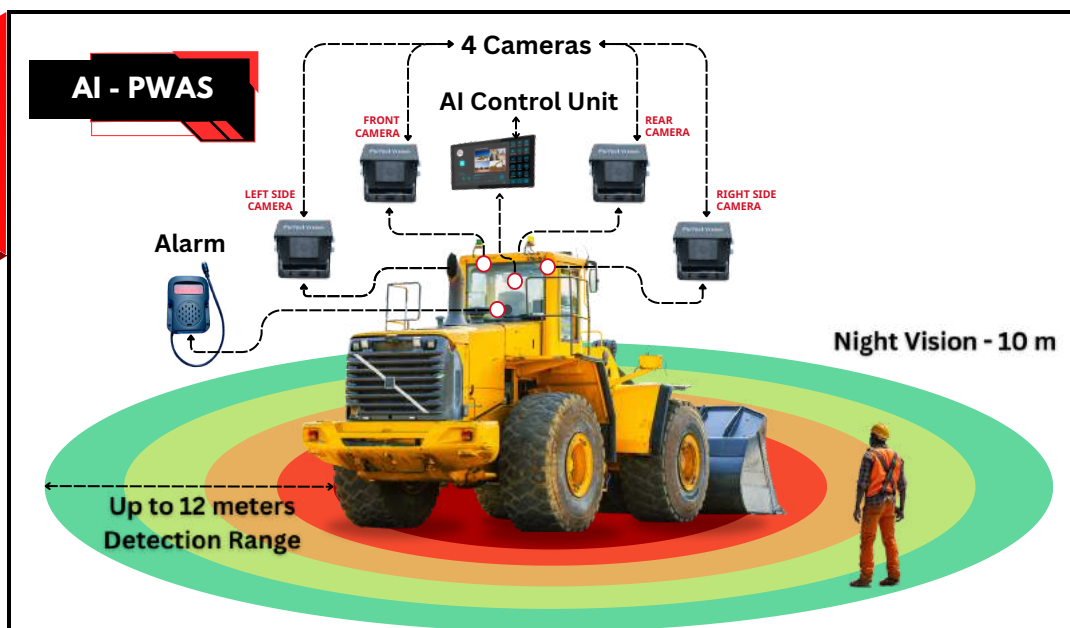 AI - PWAS
4 Cameras
AI Control Unit
FRONT
CAMERA
REAR
CAMERA
LEFT SIDE
CAMERA
RIGHT SIDE
CAMERA
Alarm
Night Vision - 10 m
Up to 12 meters
Detection Range